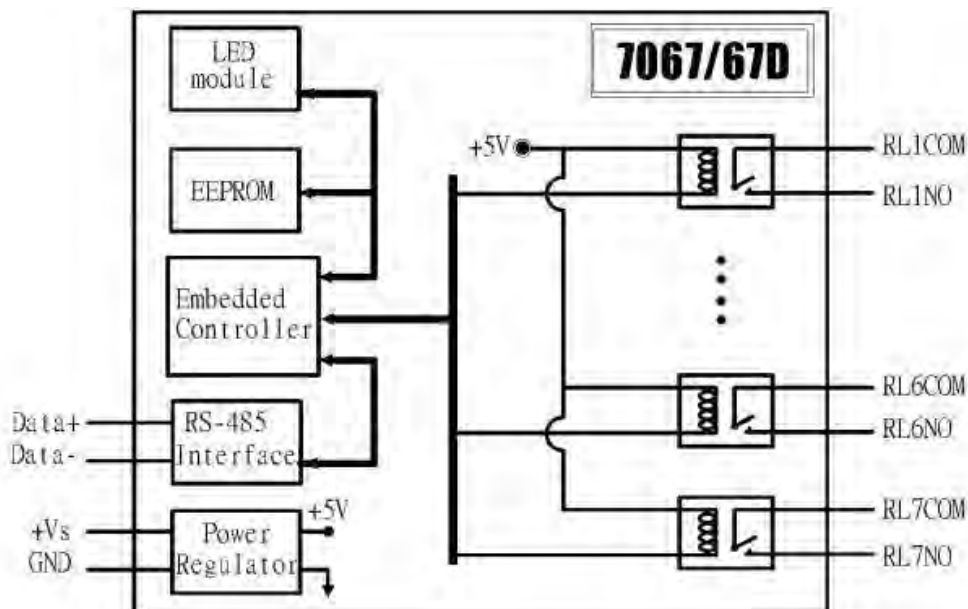 LED
module
7067/67D
EEPROM
+5V
RL1COM
RL1NO
Embedded
Controller
Data+
Data-
RS-485
Interface
RL6COM
RL6NO
+Vs
GND
Power
Regulator
+5V
RL7COM
RL7NO